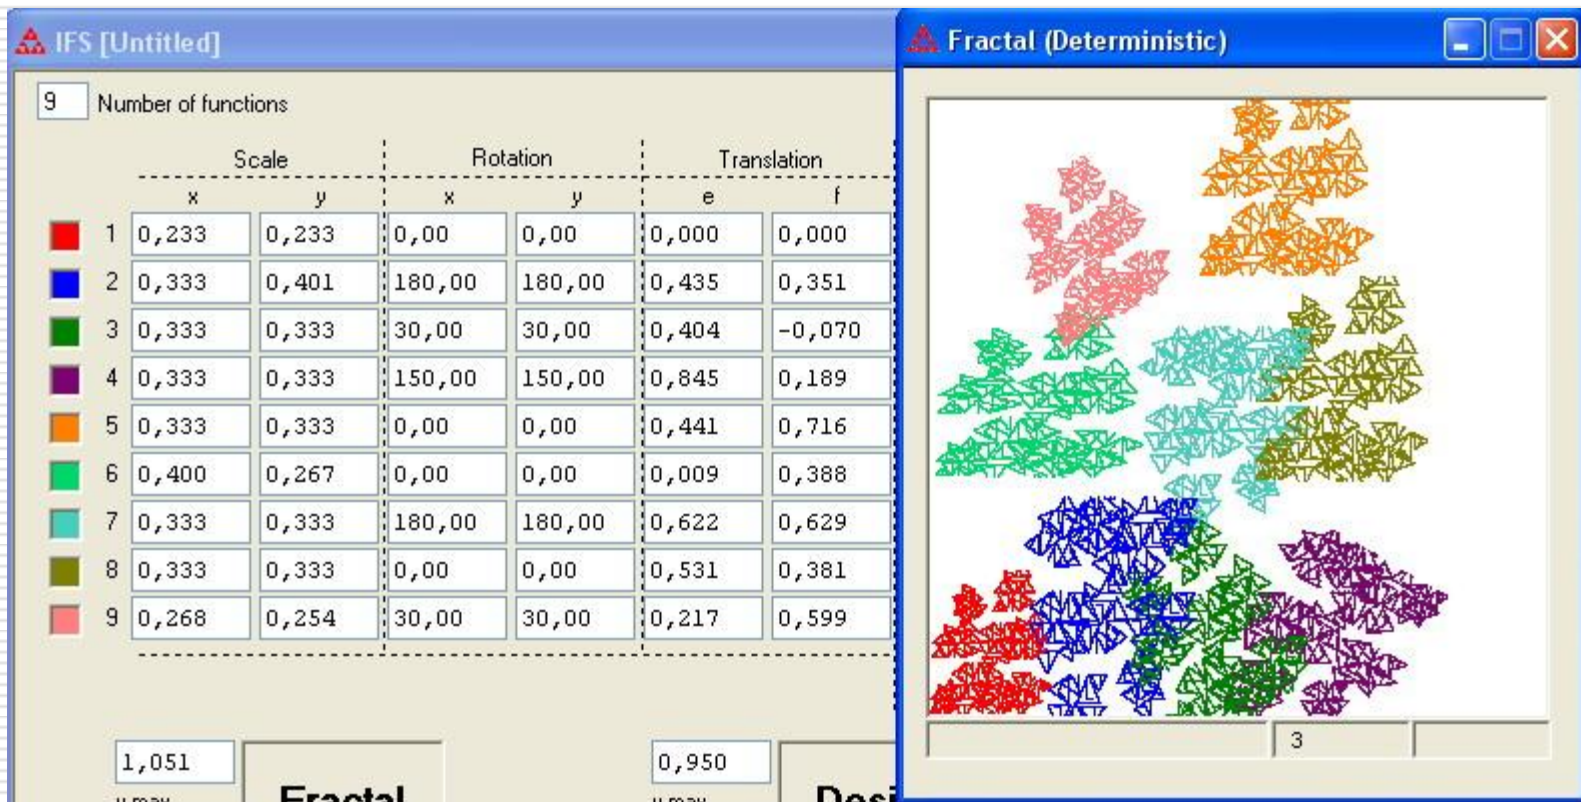 IFS [Untitled]
Fractal (Deterministic)
9 Number of functions
Scale Rotation Translation
x y x y e f
1 0,233 0,233 0,00 0,00 0,000 0,000
2 0,333 0,401 180,00 180,00 0,435 0,351
3 0,333 0,333 30,00 30,00 0,404 -0,070
4 0,333 0,333 150,00 150,00 0,845 0,189
5 0,333 0,333 0,00 0,00 0,441 0,716
6 0,400 0,267 0,00 0,00 0,009 0,388
7 0,333 0,333 180,00 180,00 0,622 0,629
8 0,333 0,333 0,00 0,00 0,531 0,381
9 0,268 0,254 30,00 30,00 0,217 0,599
3
1,051 0,950
Fractal